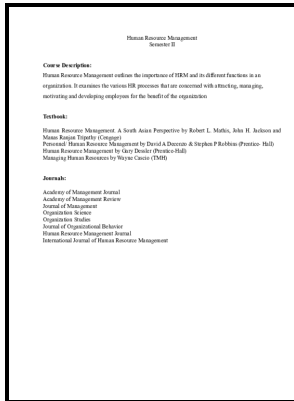 Human Resource Management
Semester II
Course Description:
Human Resource Management outlines the importance of HRM and its different functions in an
organization. It examines the various HR processes that are concerned with attracting, managing,
motivating and developing employees for the benefit of the organization
Textbook:
Human Resource Management: A South Asian Perspective by Robert L. Mathis, John H. Jackson and
Manas Ranjan Tripathy (Cengage)
Personnel/ Human Resource Management by David A Decenzo & Stephen P Robbins (Prentice- Hall)
Human Resource Management by Gary Dessler (Prentice-Hall)
Managing Human Resources by Wayne Cascio (TMH)
Journals:
Academy of Management Journal
Academy of Management Review
Journal of Management
Organization Science
Organization Studies
Journal of Organizational Behavior
Human Resource Management Journal
International Journal of Human Resource Management